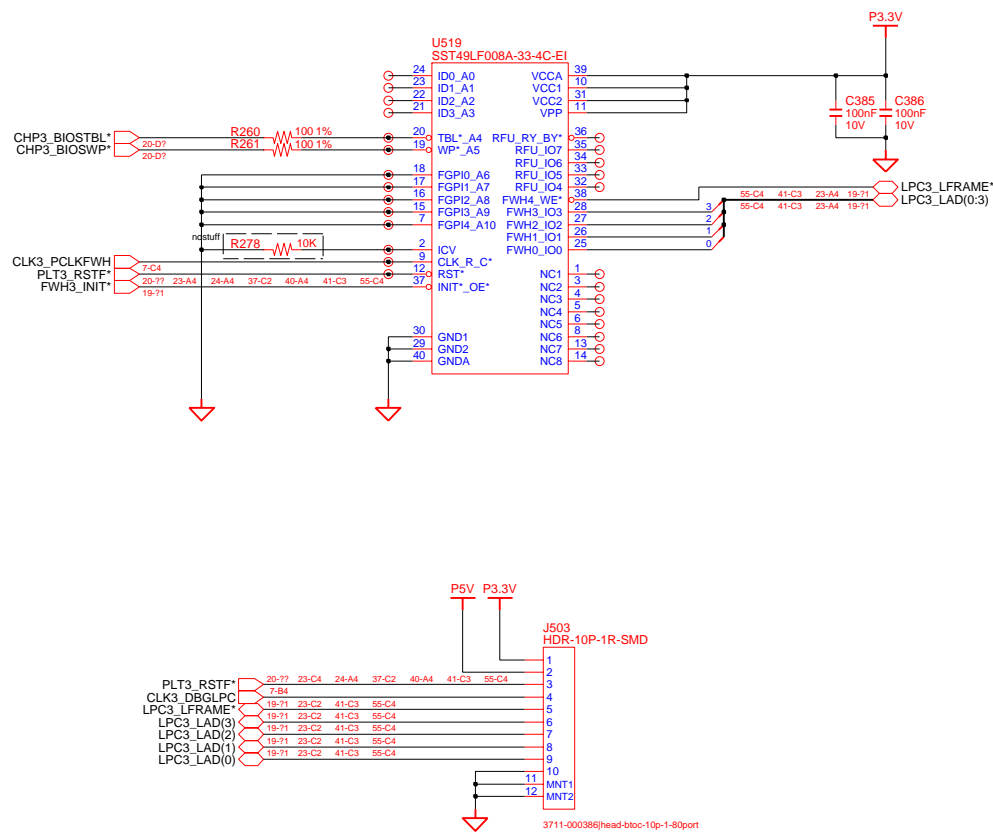 P3.3V
U519
SST49LF008A-33-4C-EI
24 ID0_A0 VCCA 39
23 ID1_A1 VCC1 10
22 ID2_A2 VCC2 31
21 ID3_A3 VPP 11
C385 C386
100nF 100nF
10V 10V
CHP3_BIOSTBL* 20-D? R260 100 1% 20 TBL*_A4 RFU_RY_BY* 36
CHP3_BIOSWP* 20-D? R261 100 1% 19 WP*_A5 RFU_IO7 35
RFU_IO6 34
18 FGPI0_A6 RFU_IO5 33
17 FGPI1_A7 RFU_IO4 32
16 FGPI2_A8 FWH4_WE* 38 LPC3_LFRAME*
55-C4 41-C3 23-A4 19-?1
15 FGPI3_A9 FWH3_IO3 28 3 55-C4 41-C3 23-A4 19-?1 LPC3_LAD(0:3)
7 FGPI4_A10 FWH2_IO2 27 2
FWH1_IO1 26 1
nostuff
R278 10K 2 ICV FWH0_IO0 25 0
CLK3_PCLKFWH 7-C4 9 CLK_R_C*
PLT3_RSTF* 20-?? 23-A4 24-A4 37-C2 40-A4 41-C3 55-C4 12 RST* NC1 1
FWH3_INIT* 19-?1 37 INIT*_OE* NC2 3
NC3 4
NC4 5
NC5 6
30 GND1 NC6 8
29 GND2 NC7 13
40 GNDA NC8 14
P5V P3.3V
J503
HDR-10P-1R-SMD
1
2
PLT3_RSTF* 20-?? 23-C4 24-A4 37-C2 40-A4 41-C3 55-C4 3
CLK3_DBGLPC 7-B4 4
LPC3_LFRAME* 19-?1 23-C2 41-C3 55-C4 5
LPC3_LAD(3) 19-?1 23-C2 41-C3 55-C4 6
LPC3_LAD(2) 19-?1 23-C2 41-C3 55-C4 7
LPC3_LAD(1) 19-?1 23-C2 41-C3 55-C4 8
LPC3_LAD(0) 19-?1 23-C2 41-C3 55-C4 9
10
11 MNT1
12 MNT2
3711-000386|head-btoc-10p-1-80port